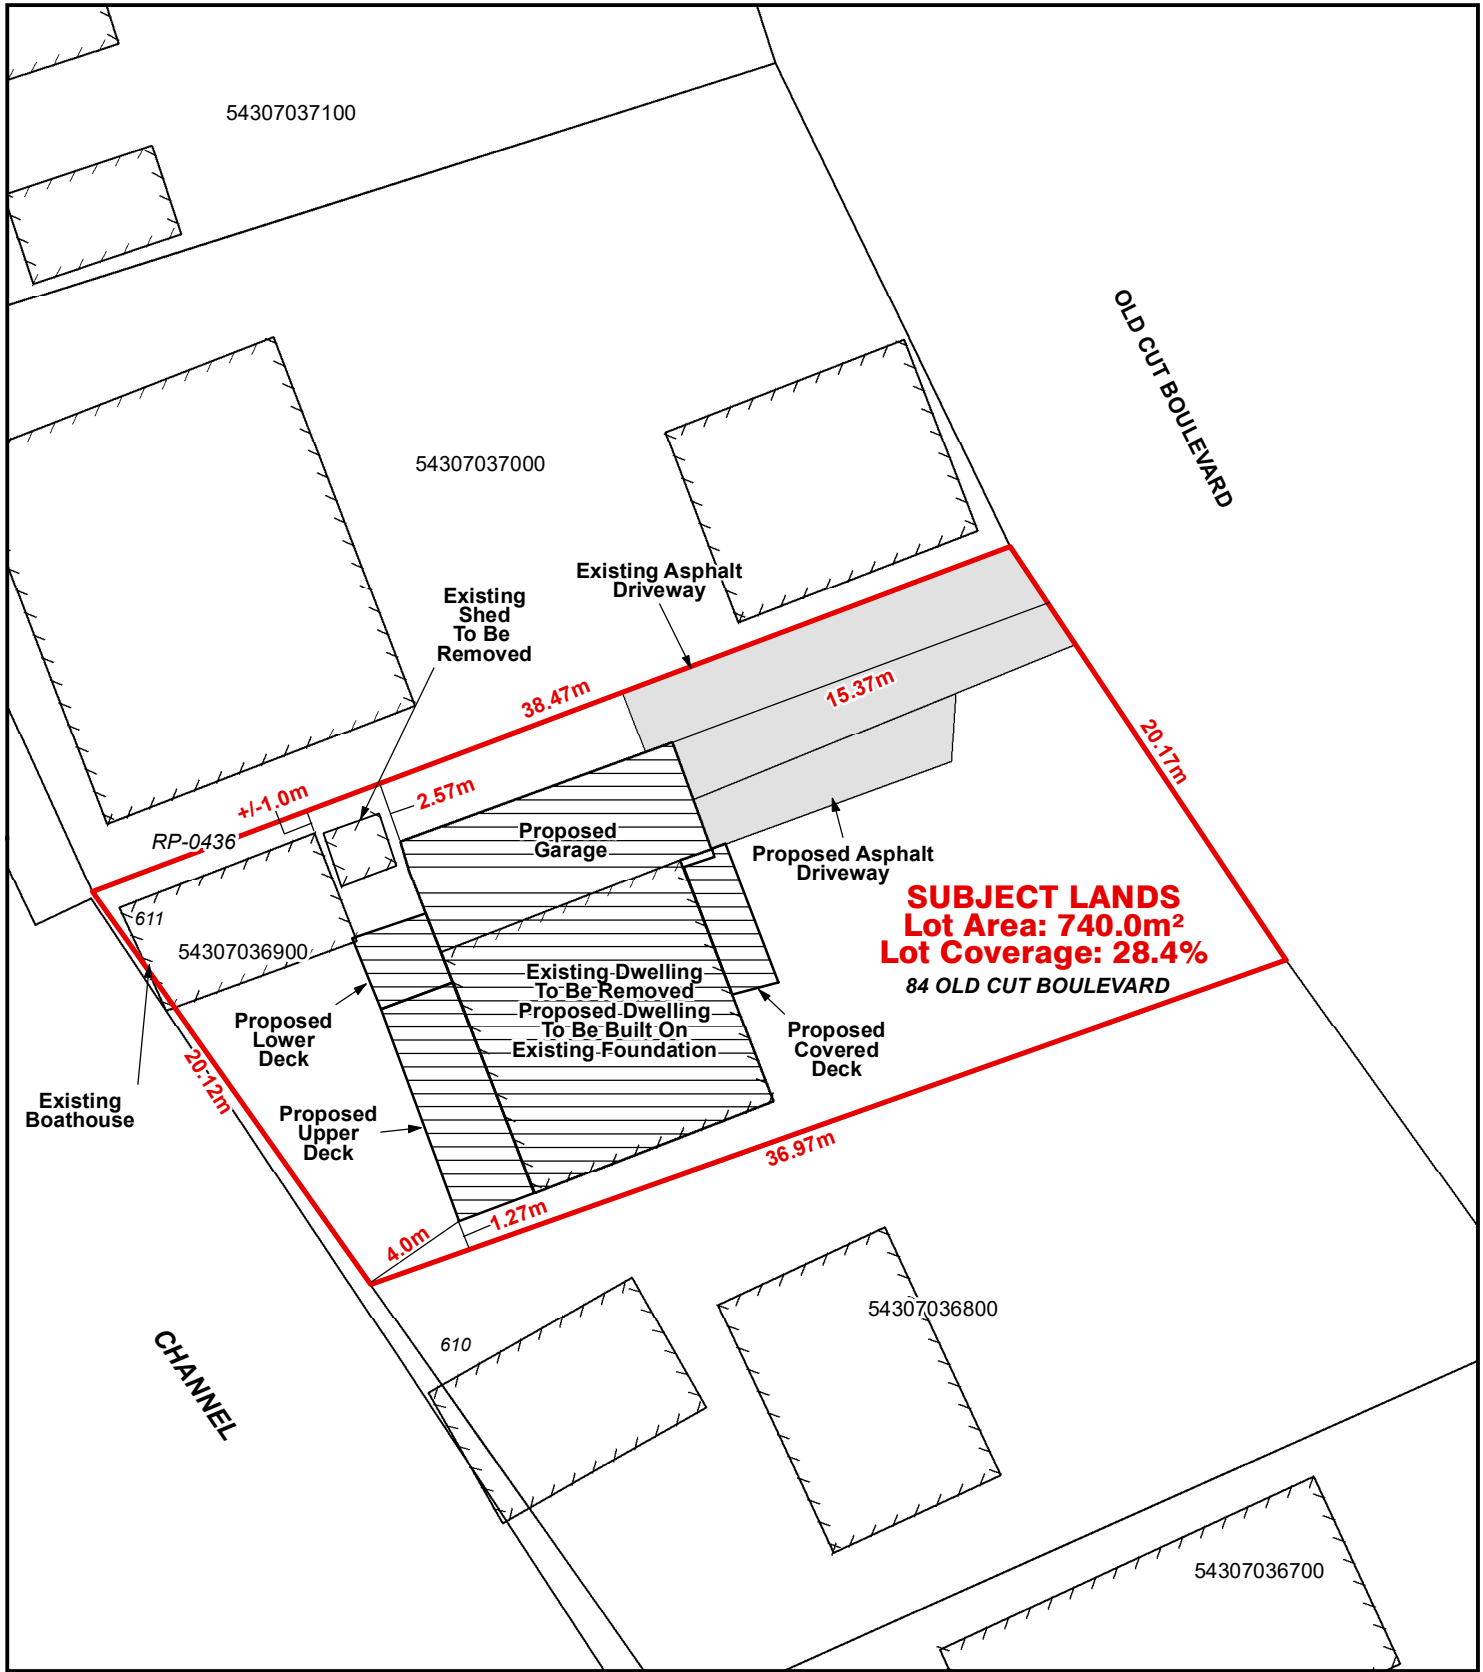 54307037100
OLD CUT BOULEVARD
54307037000
Existing Asphalt
Driveway
Existing
Shed
To Be
Removed
38.47m
15.37m
20.17m
+/-1.0m
2.57m
RP-0436
Proposed
Garage
Proposed Asphalt
Driveway
SUBJECT LANDS
Lot Area: 740.0m²
Lot Coverage: 28.4%
84 OLD CUT BOULEVARD
611
54307036900
Existing Dwelling
To Be Removed
Proposed Dwelling
To Be Built On
Existing Foundation
Proposed
Lower
Deck
Proposed
Covered
Deck
20.12m
Existing
Boathouse
Proposed
Upper
Deck
36.97m
1.27m
4.0m
54307036800
610
CHANNEL
54307036700